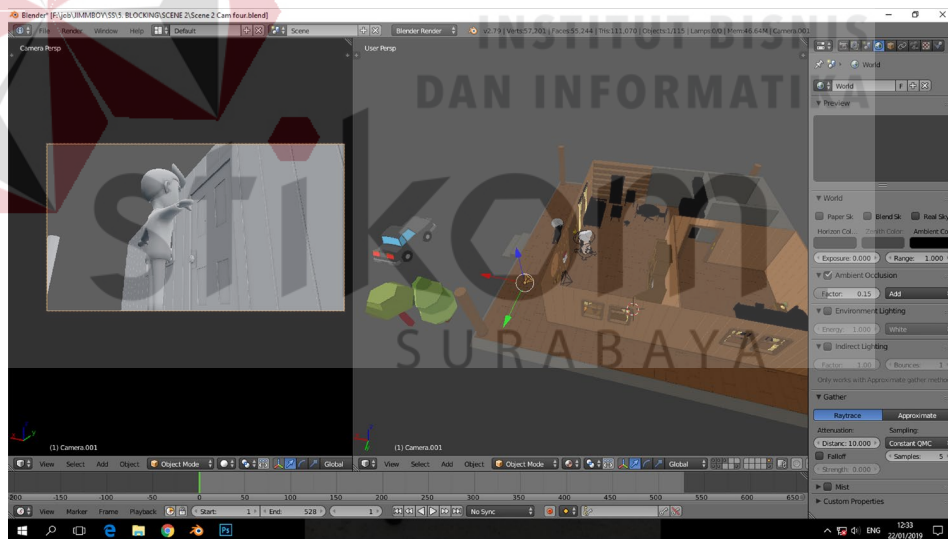 Blender* [F:\job\JIMMBOY\SS\5. BLOCKING\SCENE 2\Scene 2 Cam four.blend]
File Render Window Help Default Scene Blender Render v2.79 | Verts:57,201 | Faces:55,244 | Tris:111,070 | Objects:1/115 | Lamps:0/0 | Mem:46.64M | Camera.001
Camera Persp
User Persp
INSTITUT BISNIS
DAN INFORMATIKA
stikom
SURABAYA
World
World F
Preview
World
Paper Sk Blend Sk Real Sky
Horizon Col... Zenith Color: Ambient Co
Exposure: 0.000 Range: 1.000
Ambient Occlusion
Factor: 0.15 Add
Environment Lighting
Energy: 1.000 White
Indirect Lighting
Factor: 1.00 Bounces: 1
Only works with Approximate gather metho
Gather
Raytrace Approximate
Attenuation: Sampling:
Distanc: 10.000 Constant QMC
Falloff Samples: 5
Strength: 0.000
Mist
Custom Properties
(1) Camera.001
(1) Camera.001
View Select Add Object Object Mode Global
View Select Add Object Object Mode Global
-200 -150 -100 -50 0 50 100 150 200 250 300 350 400 450 500 550 600 650
View Marker Frame Playback Start: 1 End: 528 1 No Sync
Ps
ENG
12:33
22/01/2019